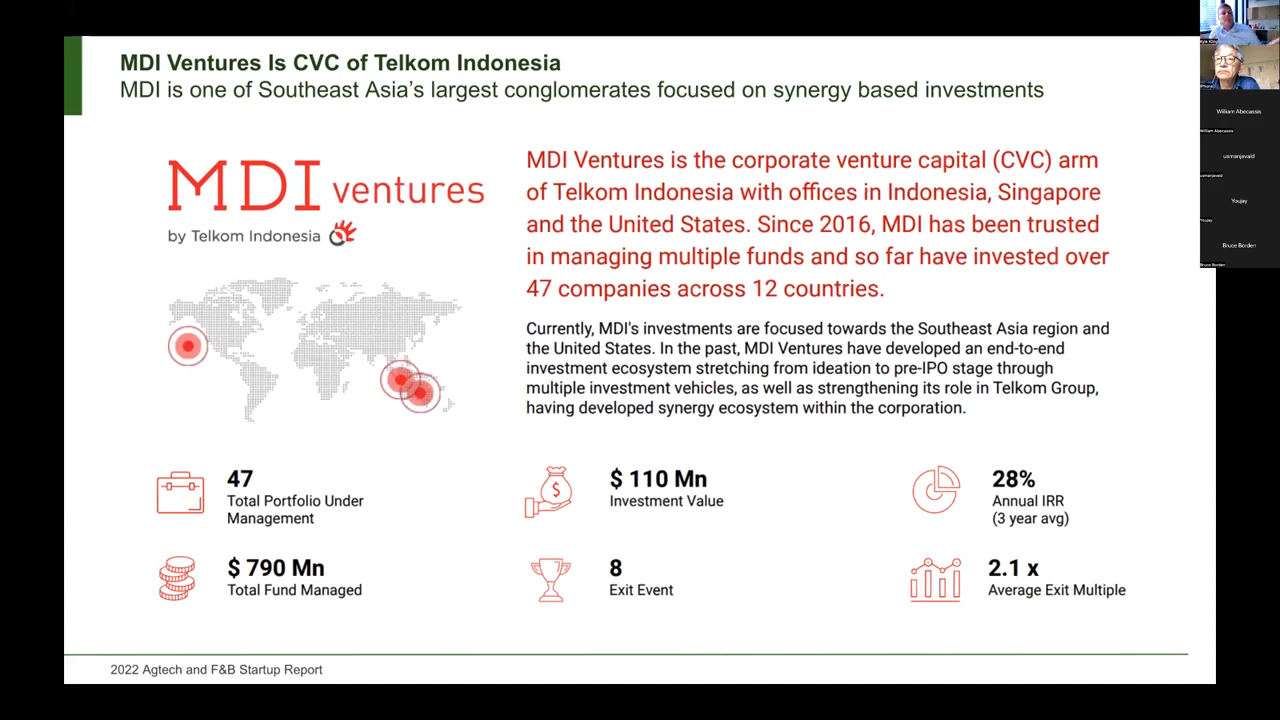 MDI Ventures Is CVC of Telkom Indonesia
MDI is one of Southeast Asia's largest conglomerates focused on synergy based investments
MDI ventures
by Telkom Indonesia
MDI Ventures is the corporate venture capital (CVC) arm
of Telkom Indonesia with offices in Indonesia, Singapore
and the United States. Since 2016, MDI has been trusted
in managing multiple funds and so far have invested over
47 companies across 12 countries.
Currently, MDI's investments are focused towards the Southeast Asia region and
the United States. In the past, MDI Ventures have developed an end-to-end
investment ecosystem stretching from ideation to pre-IPO stage through
multiple investment vehicles, as well as strengthening its role in Telkom Group,
having developed synergy ecosystem within the corporation.
47
Total Portfolio Under
Management
$ 110 Mn
Investment Value
28%
Annual IRR
(3 year avg)
$ 790 Mn
Total Fund Managed
8
Exit Event
2.1 x
Average Exit Multiple
2022 Agtech and F&B Startup Report
William Abecassis
William Abecassis
usmanjavaid
usmanjavaid
Youjay
Youjay
Bruce Borden
Bruce Borden